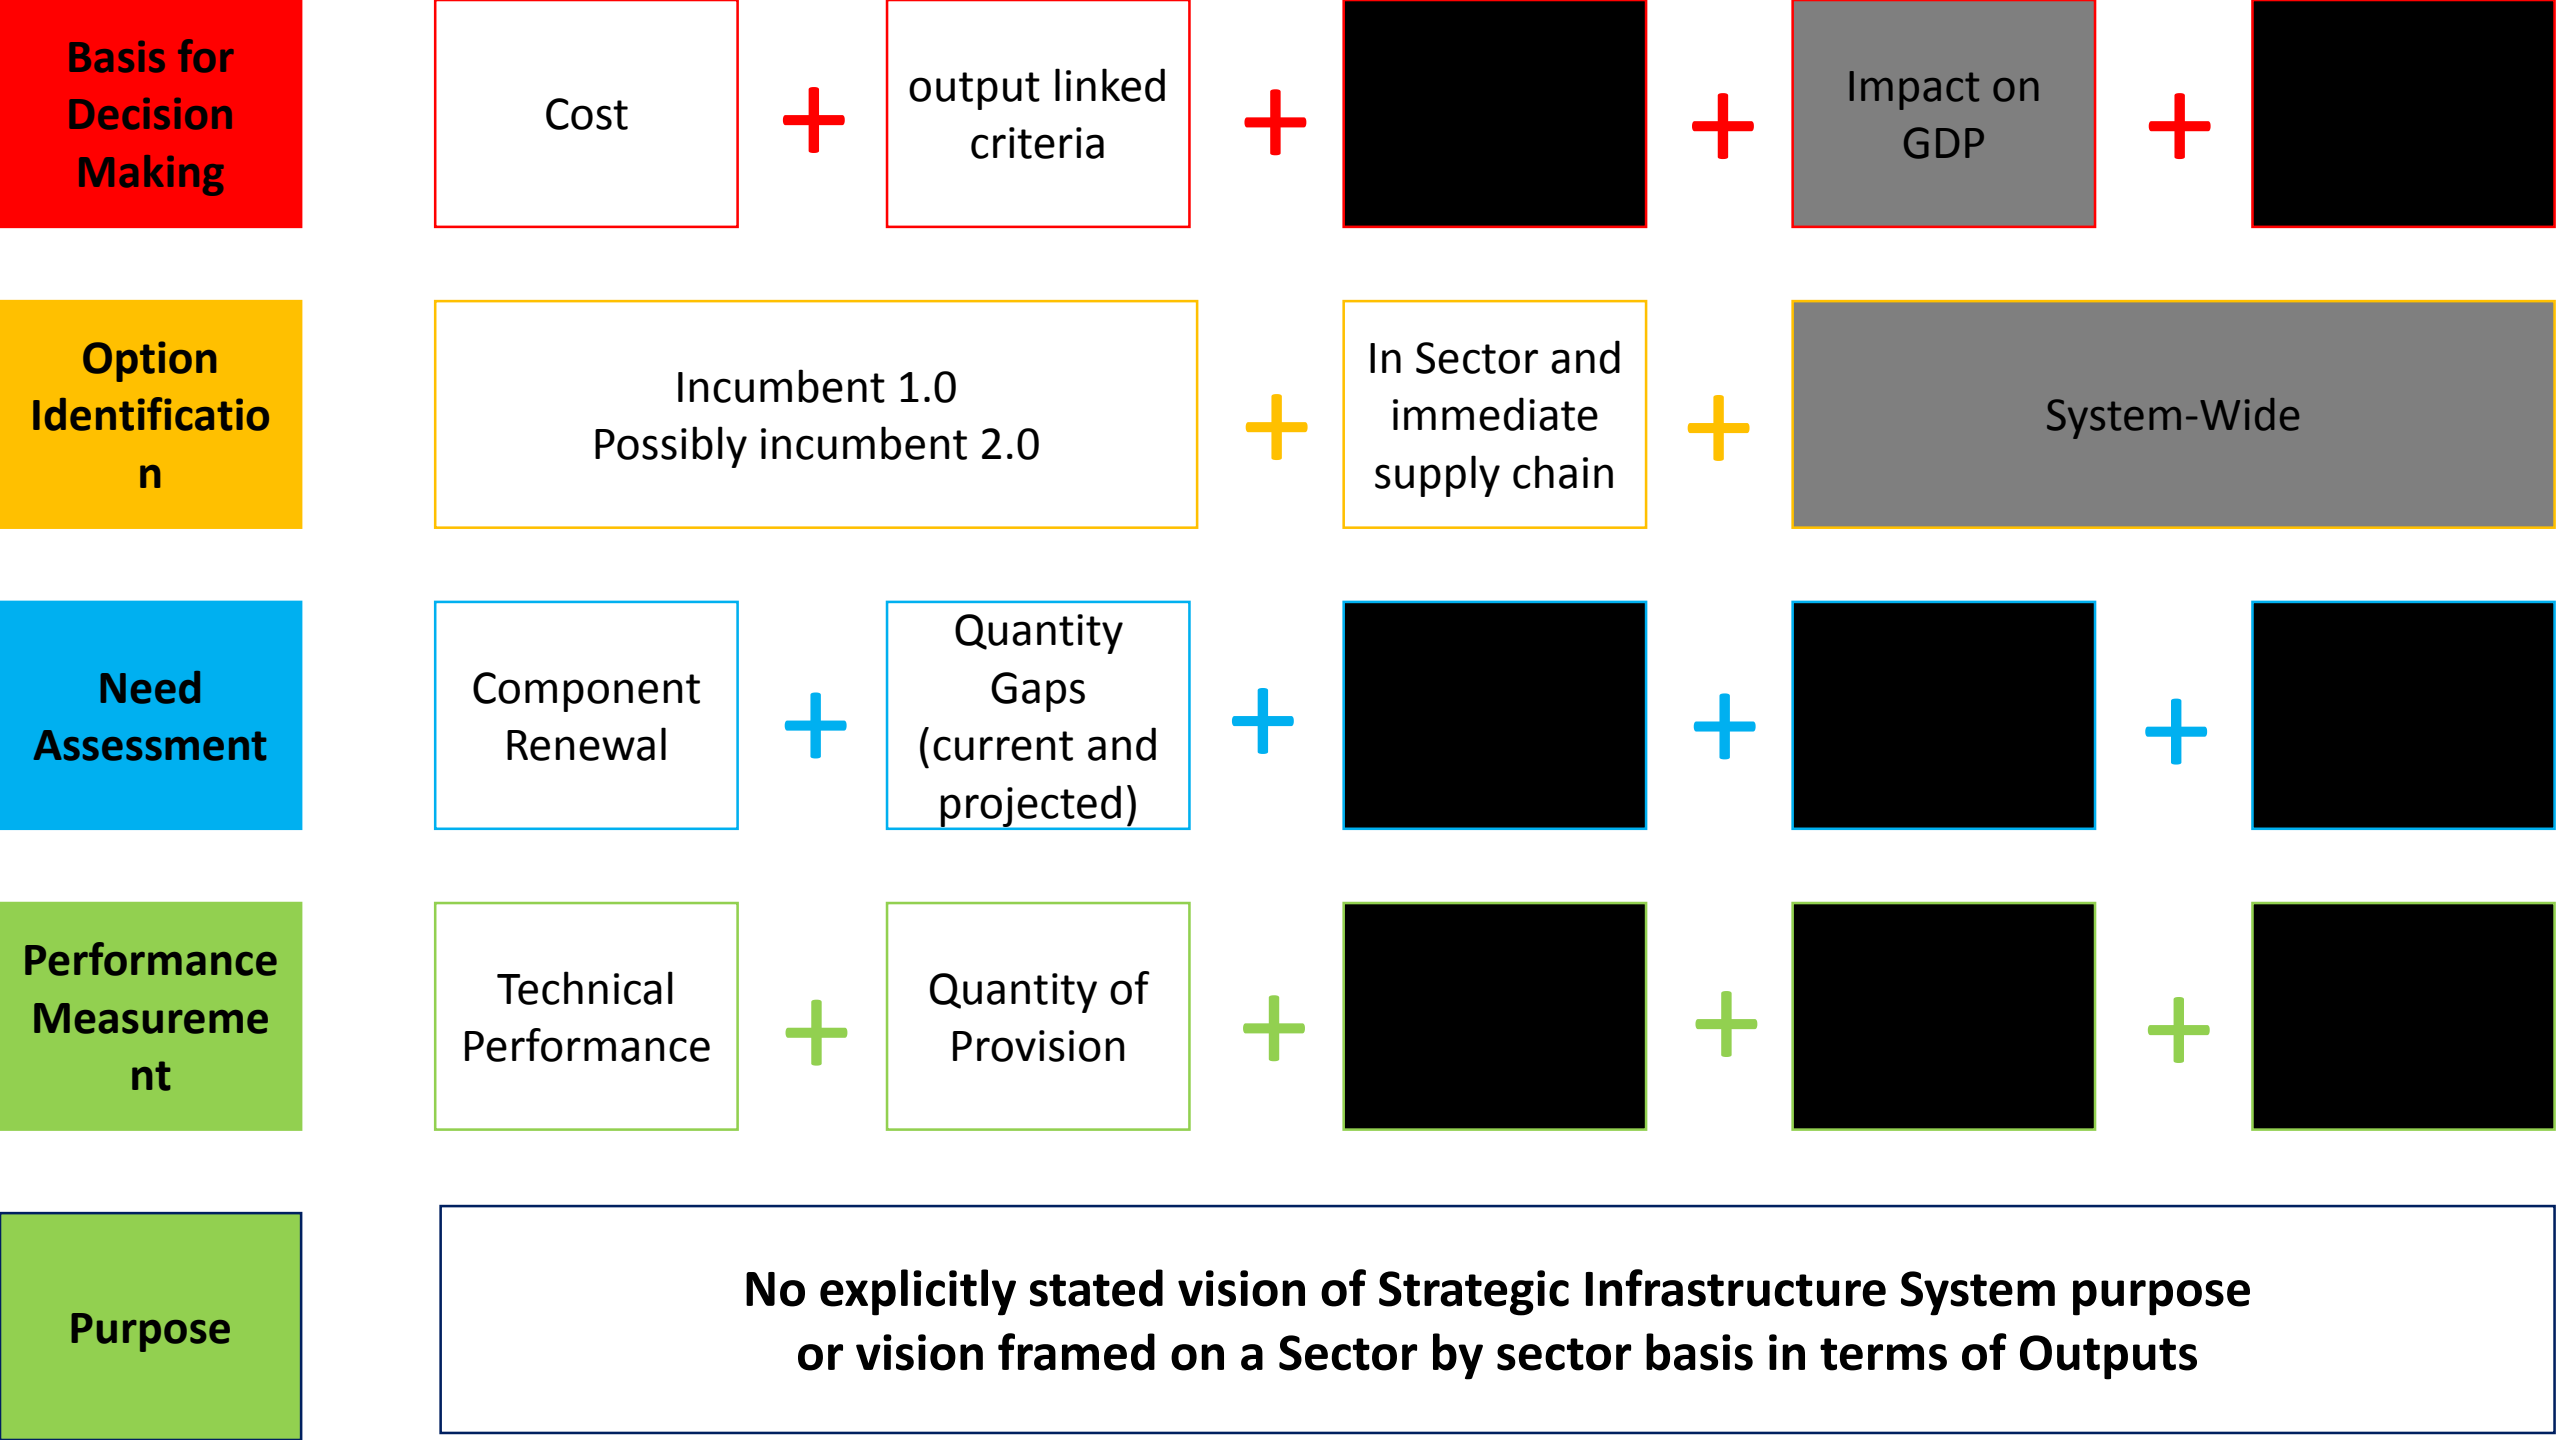 Basis for
Decision
Making
Cost
+
output linked
criteria
+
+
Impact on
GDP
+
Option
Identificatio
n
Incumbent 1.0
Possibly incumbent 2.0
+
In Sector and
immediate
supply chain
+
System-Wide
Need
Assessment
Component
Renewal
+
Quantity
Gaps
(current and
projected)
+
+
+
Performance
Measureme
nt
Technical
Performance
+
Quantity of
Provision
+
+
+
Purpose
No explicitly stated vision of Strategic Infrastructure System purpose
or vision framed on a Sector by sector basis in terms of Outputs